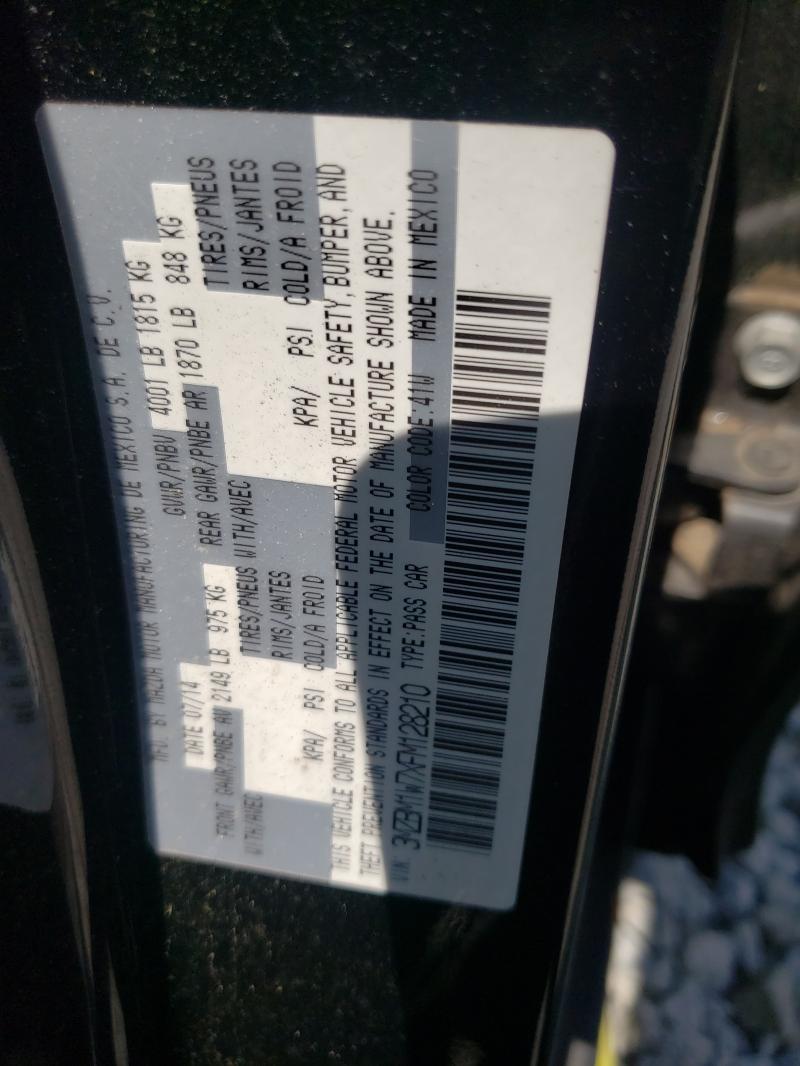 MFD. BY MAZDA MOTOR MANUFACTURING DE MEXICO S.A. DE C.V.
DATE 07/14 GVWR/PNBV 4001 LB 1815 KG
FRONT GAWR/PNBE AV 2149 LB 975 KG REAR GAWR/PNBE AR 1870 LB 848 KG
WITH/AVEC TIRES/PNEUS WITH/AVEC TIRES/PNEUS
RIMS/JANTES RIMS/JANTES
KPA/ PSI COLD/A FROID KPA/ PSI COLD/A FROID
THIS VEHICLE CONFORMS TO ALL APPLICABLE FEDERAL MOTOR VEHICLE SAFETY, BUMPER, AND
THEFT PREVENTION STANDARDS IN EFFECT ON THE DATE OF MANUFACTURE SHOWN ABOVE.
VIN 3MZBM1W7XFM128210 TYPE:PASS CAR COLOR CODE:41W MADE IN MEXICO